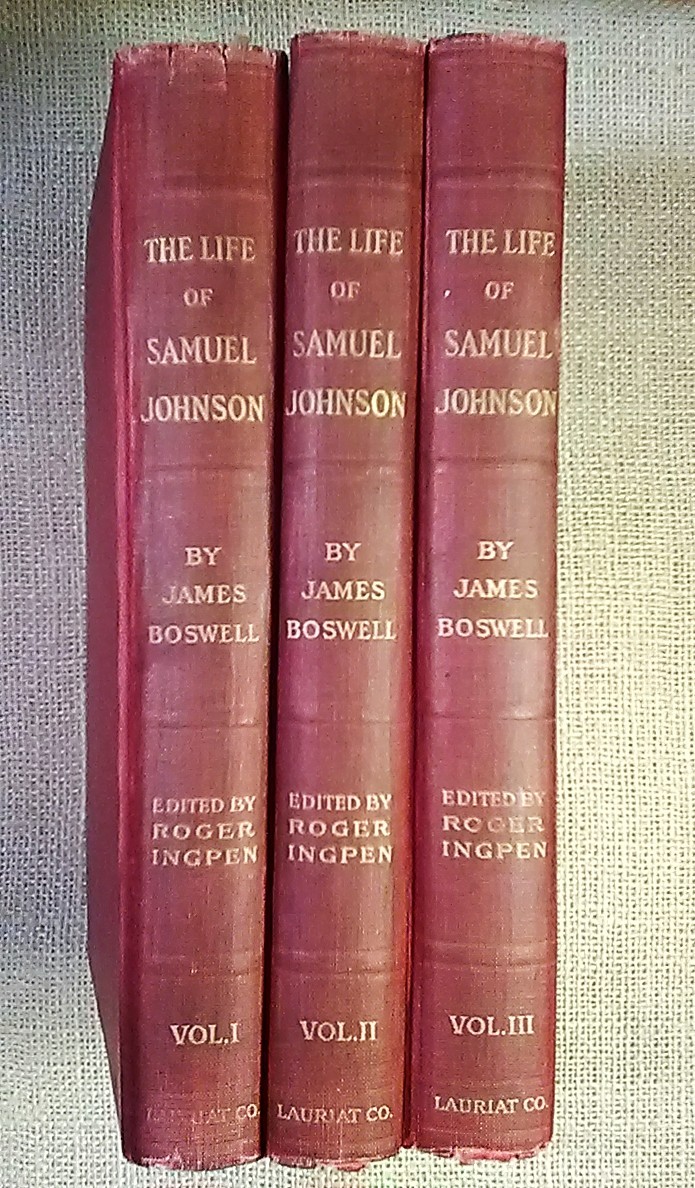 THE LIFE
OF
SAMUEL
JOHNSON
BY
JAMES
BOSWELL
EDITED BY
ROGER
INGPEN
VOL.I
LAURIAT CO.
THE LIFE
OF
SAMUEL
JOHNSON
BY
JAMES
BOSWELL
EDITED BY
ROGER
INGPEN
VOL.II
LAURIAT CO.
THE LIFE
OF
SAMUEL
JOHNSON
BY
JAMES
BOSWELL
EDITED BY
ROGER
INGPEN
VOL.III
LAURIAT CO.